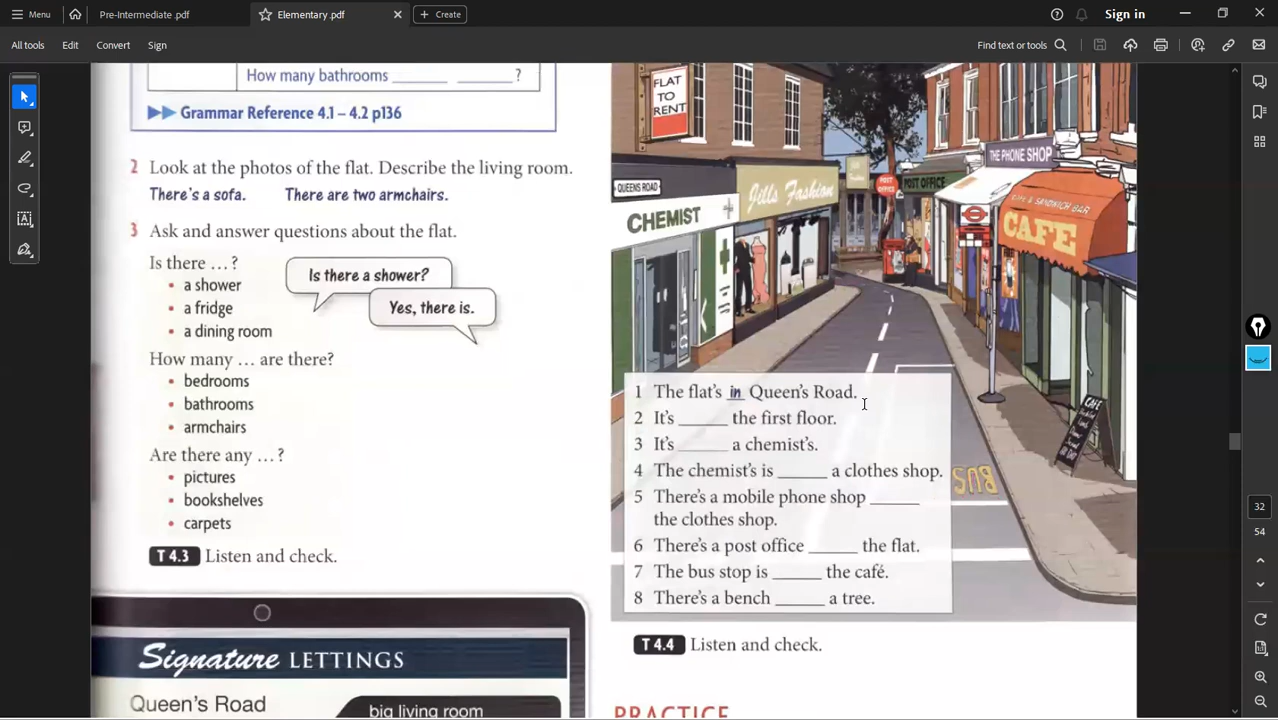 Menu
Pre-Intermediate .pdf
Elementary.pdf
Create
Sign in
All tools
Edit
Convert
Sign
Find text or tools
How many bathrooms ______ ______ ?
Grammar Reference 4.1 – 4.2 p136
2 Look at the photos of the flat. Describe the living room.
There's a sofa. There are two armchairs.
3 Ask and answer questions about the flat.
Is there … ?
• a shower
• a fridge
• a dining room
Is there a shower?
Yes, there is.
How many … are there?
• bedrooms
• bathrooms
• armchairs
Are there any … ?
• pictures
• bookshelves
• carpets
T 4.3 Listen and check.
Signature LETTINGS
Queen's Road
big living room
FLAT
TO
RENT
QUEENS ROAD
CHEMIST
Jills Fashion
POST
OFFICE
POST OFFICE
THE PHONE SHOP
CAFE & SANDWICH BAR
CAFE
CAFE
BUS
1 The flat's in Queen's Road.
2 It's ______ the first floor.
3 It's ______ a chemist's.
4 The chemist's is ______ a clothes shop.
5 There's a mobile phone shop ______
the clothes shop.
6 There's a post office ______ the flat.
7 The bus stop is ______ the café.
8 There's a bench ______ a tree.
T 4.4 Listen and check.
PRACTICE
32
54